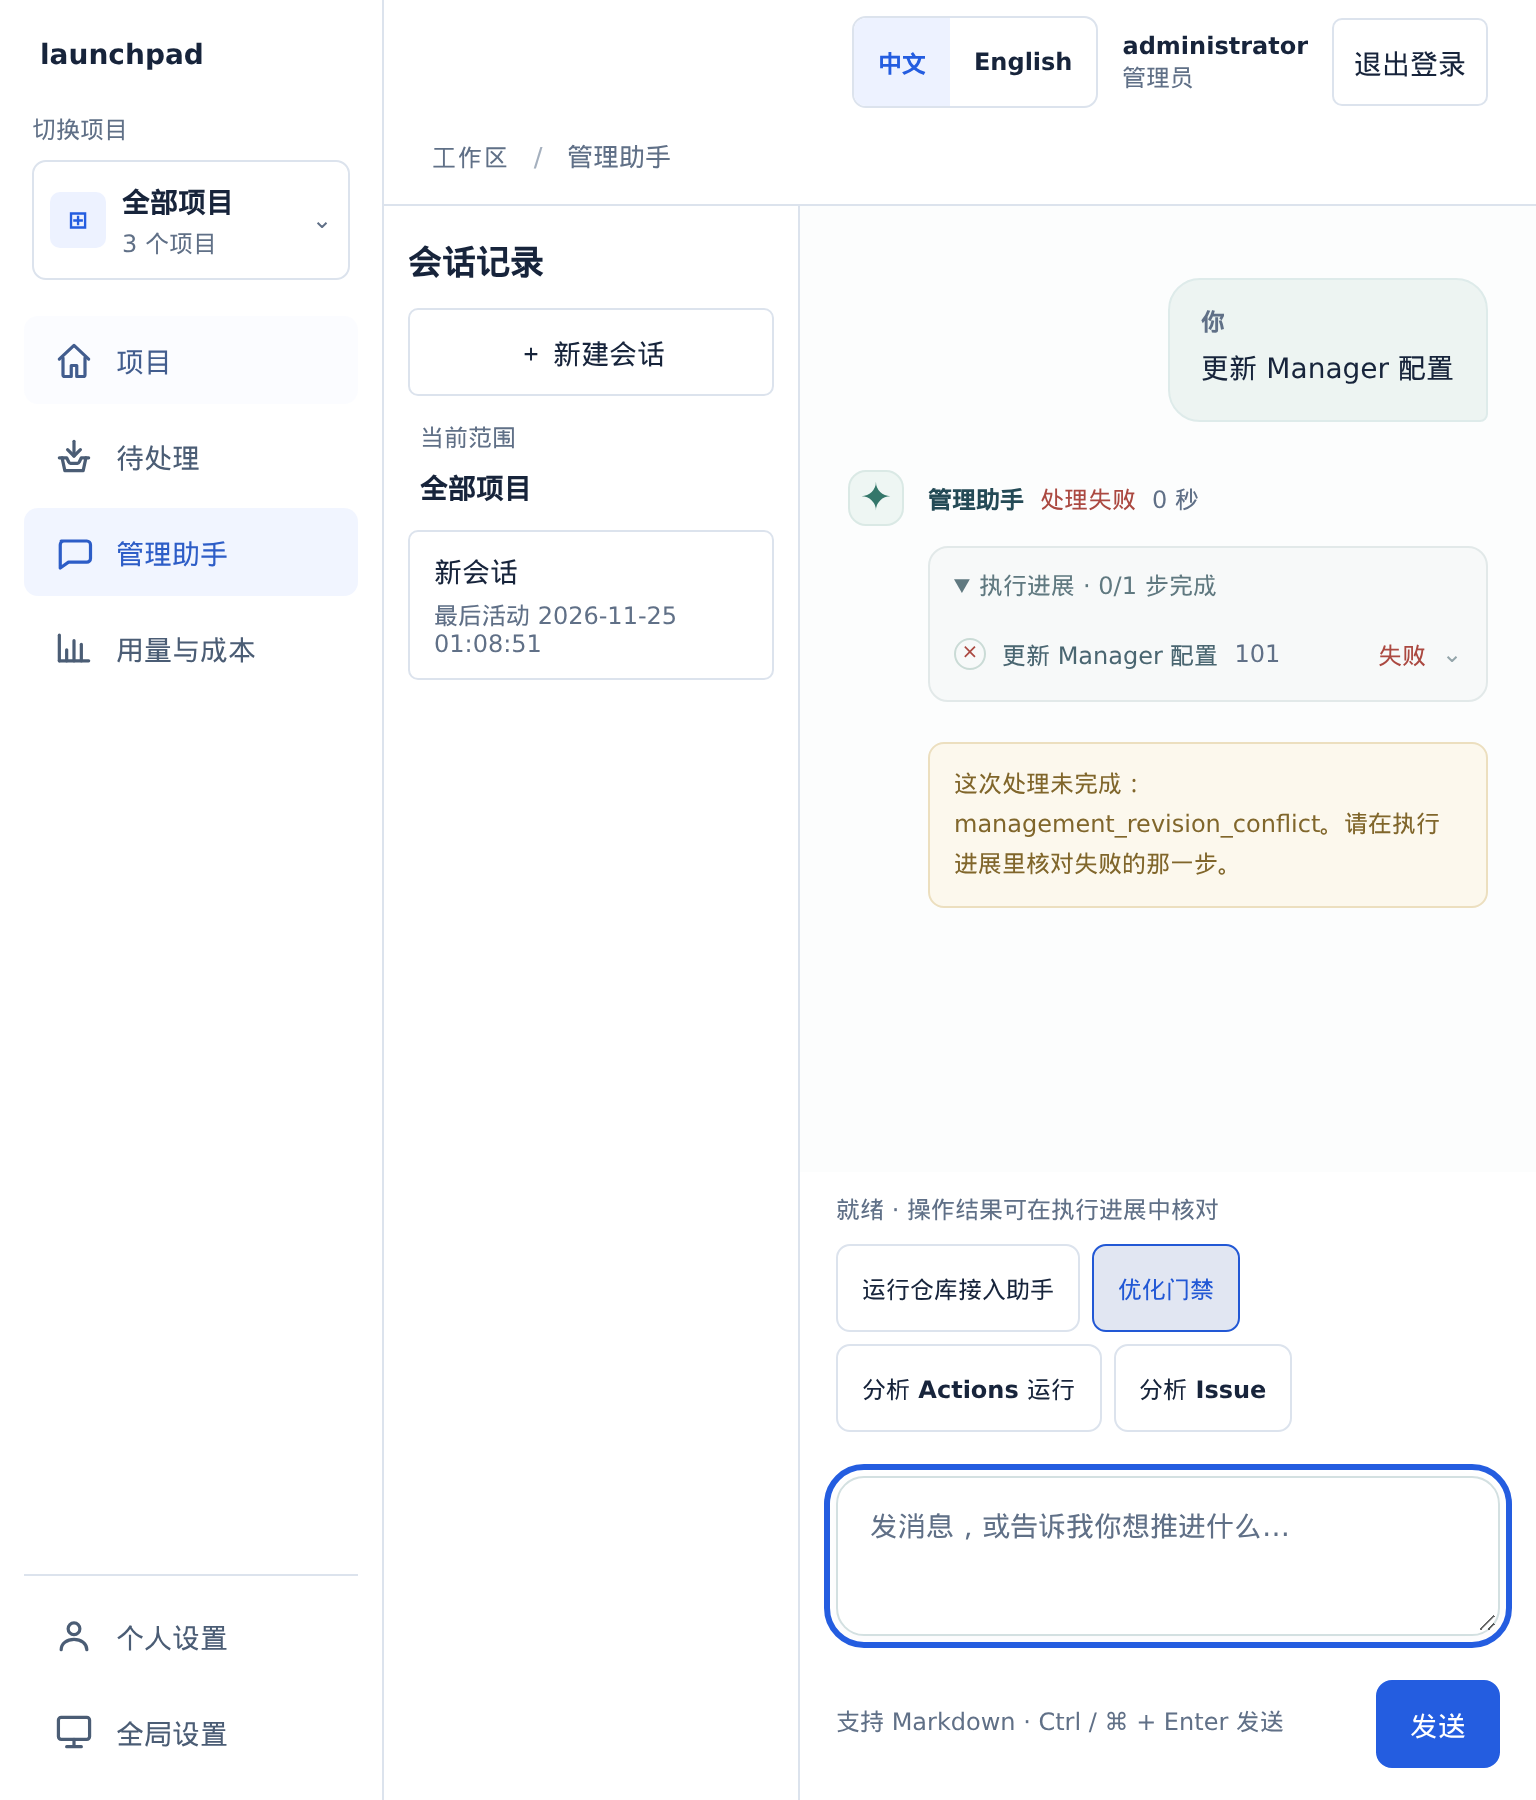 launchpad
切换项目
全部项目
3 个项目
项目
待处理
管理助手
用量与成本
个人设置
全局设置
中文
English
administrator
管理员
退出登录
工作区 / 管理助手
会话记录
+ 新建会话
当前范围
全部项目
新会话
最后活动 2026-11-25
01:08:51
你
更新 Manager 配置
管理助手 处理失败 0 秒
▼ 执行进展 · 0/1 步完成
更新 Manager 配置 101 失败
这次处理未完成：
management_revision_conflict。请在执行
进展里核对失败的那一步。
就绪 · 操作结果可在执行进展中核对
运行仓库接入助手
优化门禁
分析 Actions 运行
分析 Issue
发消息，或告诉我你想推进什么...
支持 Markdown · Ctrl / ⌘ + Enter 发送
发送